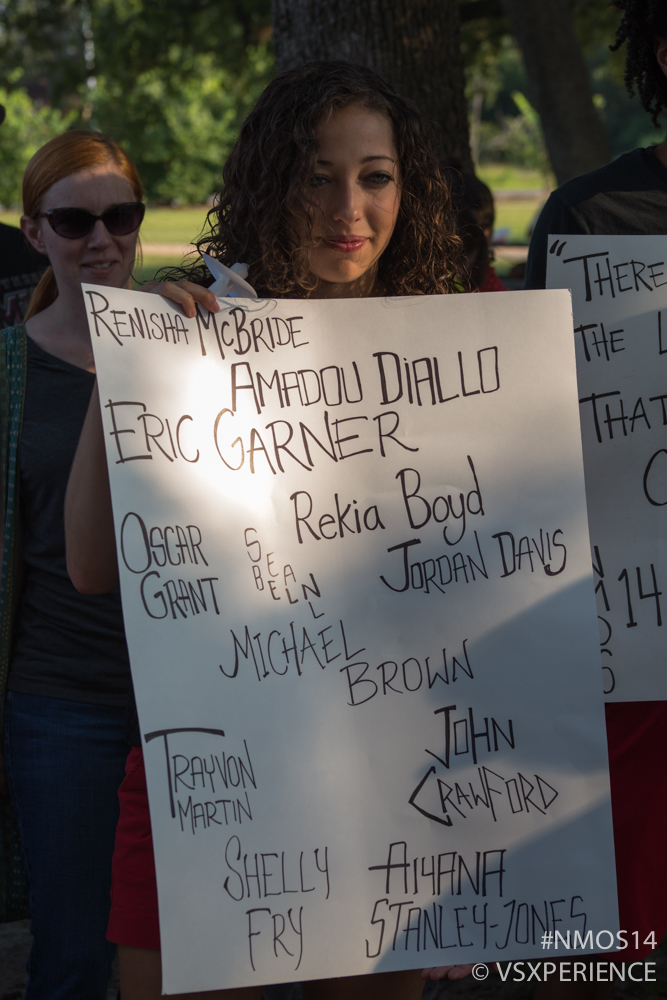 RENISHA MCBRIDE
AMADOU DIALLO
ERIC GARNER
Rekia Boyd
OSCAR
GRANT
SEAN
BELL
JORDAN DAVIS
MICHAEL
BROWN
TRAYVON
MARTIN
JOHN
CRAWFORD
SHELLY
FRY
AIYANA
STANLEY-JONES
"THERE
THE
THAT
14
#NMOS14
© VSXPERIENCE